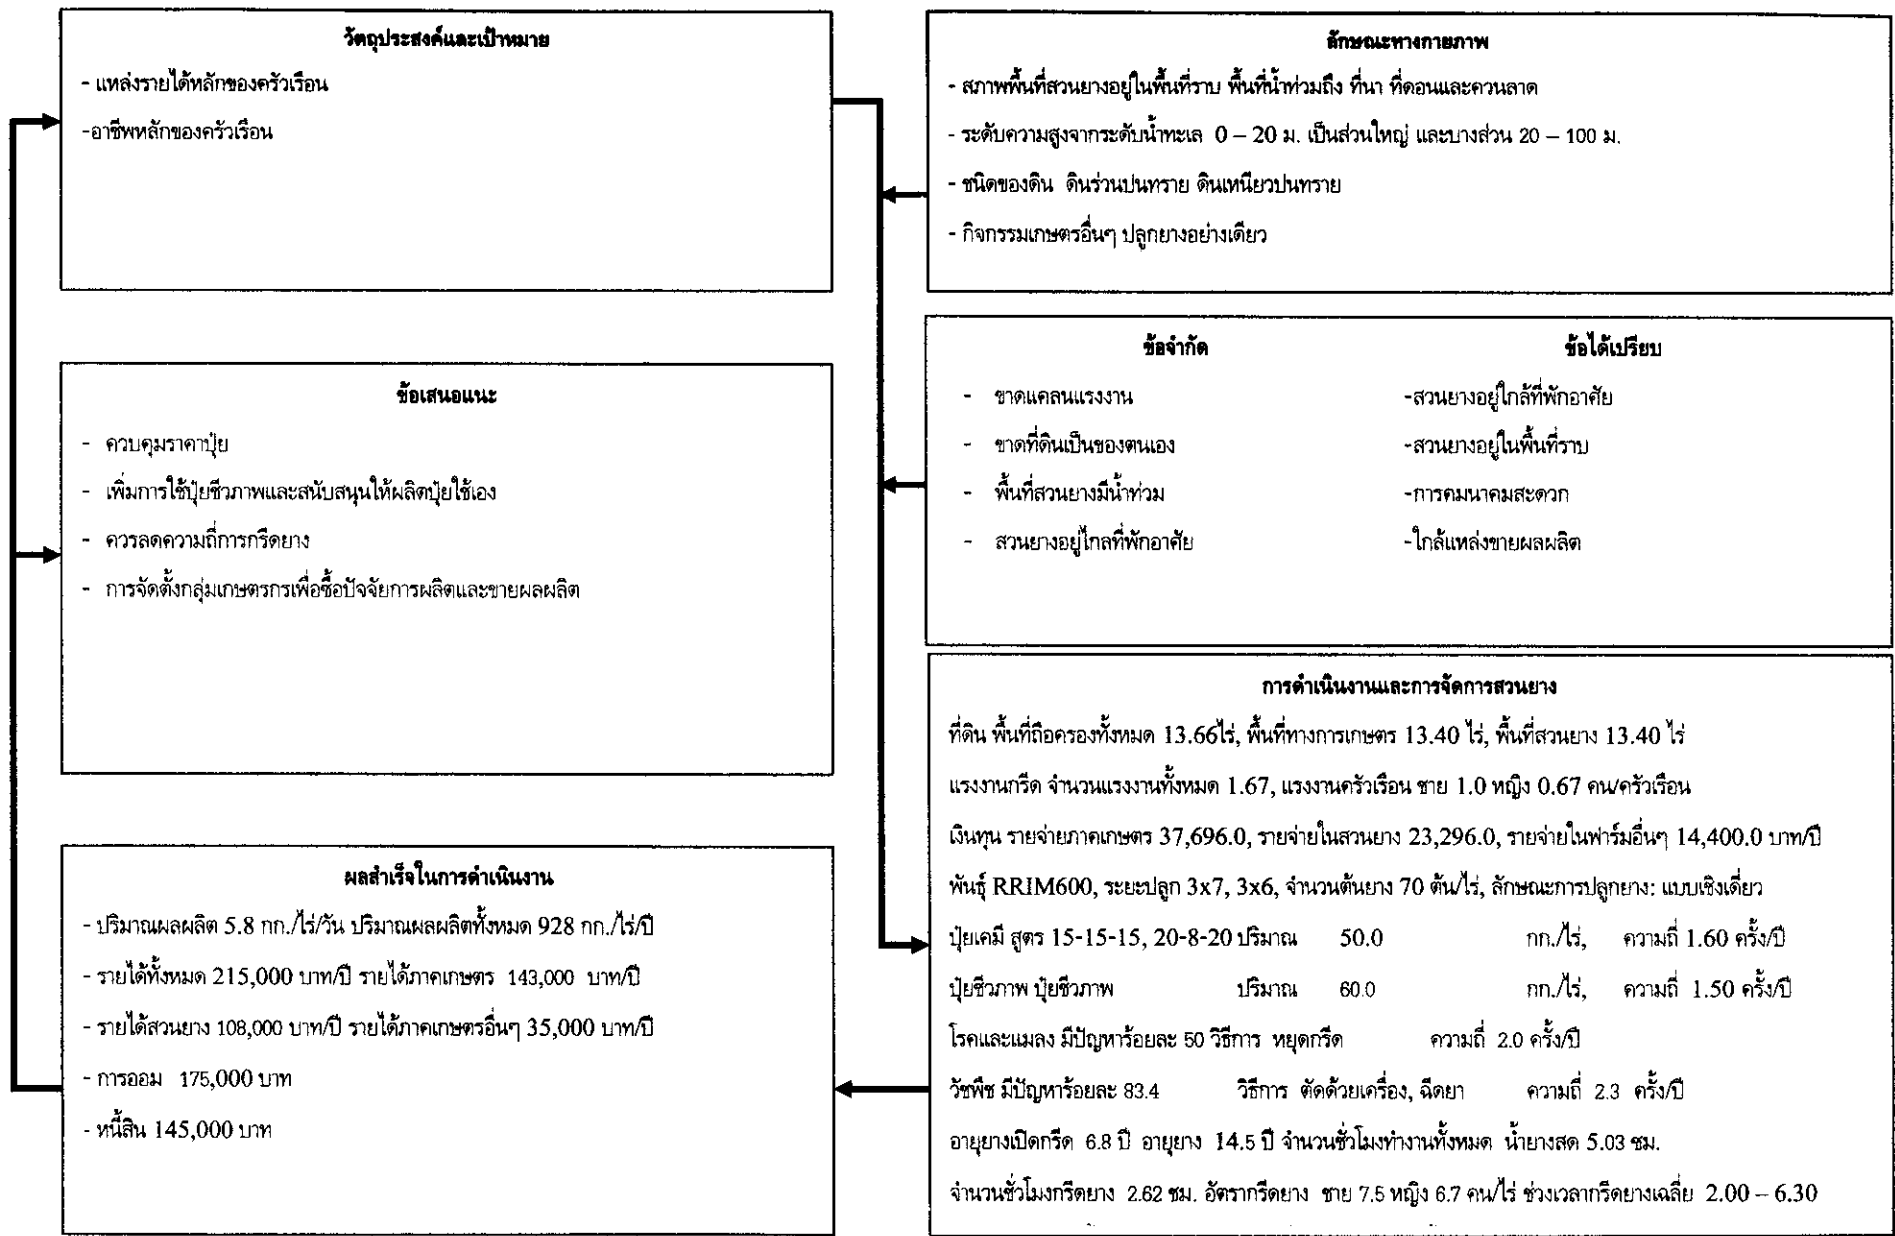 วัตถุประสงค์และเป้าหมาย
- แหล่งรายได้หลักของครัวเรือน
-อาชีพหลักของครัวเรือน
ลักษณะทางกายภาพ
- สภาพพื้นที่สวนยางอยู่ในพื้นที่ราบ พื้นที่น้ำท่วมถึง ที่นา ที่ดอนและควนลาด
- ระดับความสูงจากระดับน้ำทะเล 0 – 20 ม. เป็นส่วนใหญ่ และบางส่วน 20 – 100 ม.
- ชนิดของดิน ดินร่วนปนทราย ดินเหนียวปนทราย
- กิจกรรมเกษตรอื่นๆ ปลูกยางอย่างเดียว
ข้อจำกัด ข้อได้เปรียบ
- ขาดแคลนแรงงาน -สวนยางอยู่ใกล้ที่พักอาศัย
- ขาดที่ดินเป็นของตนเอง -สวนยางอยู่ในพื้นที่ราบ
- พื้นที่สวนยางมีน้ำท่วม -การคมนาคมสะดวก
- สวนยางอยู่ไกลที่พักอาศัย -ใกล้แหล่งขายผลผลิต
ข้อเสนอแนะ
- ควบคุมราคาปุ๋ย
- เพิ่มการใช้ปุ๋ยชีวภาพและสนับสนุนให้ผลิตปุ๋ยใช้เอง
- ควรลดความถี่การกรีดยาง
- การจัดตั้งกลุ่มเกษตรกรเพื่อซื้อปัจจัยการผลิตและขายผลผลิต
การดำเนินงานและการจัดการสวนยาง
ที่ดิน พื้นที่ถือครองทั้งหมด 13.66ไร่, พื้นที่ทางการเกษตร 13.40 ไร่, พื้นที่สวนยาง 13.40 ไร่
แรงงานกรีด จำนวนแรงงานทั้งหมด 1.67, แรงงานครัวเรือน ชาย 1.0 หญิง 0.67 คน/ครัวเรือน
เงินทุน รายจ่ายภาคเกษตร 37,696.0, รายจ่ายในสวนยาง 23,296.0, รายจ่ายในฟาร์มอื่นๆ 14,400.0 บาท/ปี
พันธุ์ RRIM600, ระยะปลูก 3x7, 3x6, จำนวนต้นยาง 70 ต้น/ไร่, ลักษณะการปลูกยาง: แบบเชิงเดี่ยว
ปุ๋ยเคมี สูตร 15-15-15, 20-8-20 ปริมาณ 50.0 กก./ไร่, ความถี่ 1.60 ครั้ง/ปี
ปุ๋ยชีวภาพ ปุ๋ยชีวภาพ ปริมาณ 60.0 กก./ไร่, ความถี่ 1.50 ครั้ง/ปี
โรคและแมลง มีปัญหาร้อยละ 50 วิธีการ หยุดกรีด ความถี่ 2.0 ครั้ง/ปี
วัชพืช มีปัญหาร้อยละ 83.4 วิธีการ ตัดด้วยเครื่อง, ฉีดยา ความถี่ 2.3 ครั้ง/ปี
อายุยางเปิดกรีด 6.8 ปี อายุยาง 14.5 ปี จำนวนชั่วโมงทำงานทั้งหมด น้ำยางสด 5.03 ชม.
จำนวนชั่วโมงกรีดยาง 2.62 ชม. อัตรากรีดยาง ชาย 7.5 หญิง 6.7 คน/ไร่ ช่วงเวลากรีดยางเฉลี่ย 2.00 – 6.30
ผลสำเร็จในการดำเนินงาน
- ปริมาณผลผลิต 5.8 กก./ไร่/วัน ปริมาณผลผลิตทั้งหมด 928 กก./ไร่/ปี
- รายได้ทั้งหมด 215,000 บาท/ปี รายได้ภาคเกษตร 143,000 บาท/ปี
- รายได้สวนยาง 108,000 บาท/ปี รายได้ภาคเกษตรอื่นๆ 35,000 บาท/ปี
- การออม 175,000 บาท
- หนี้สิน 145,000 บาท